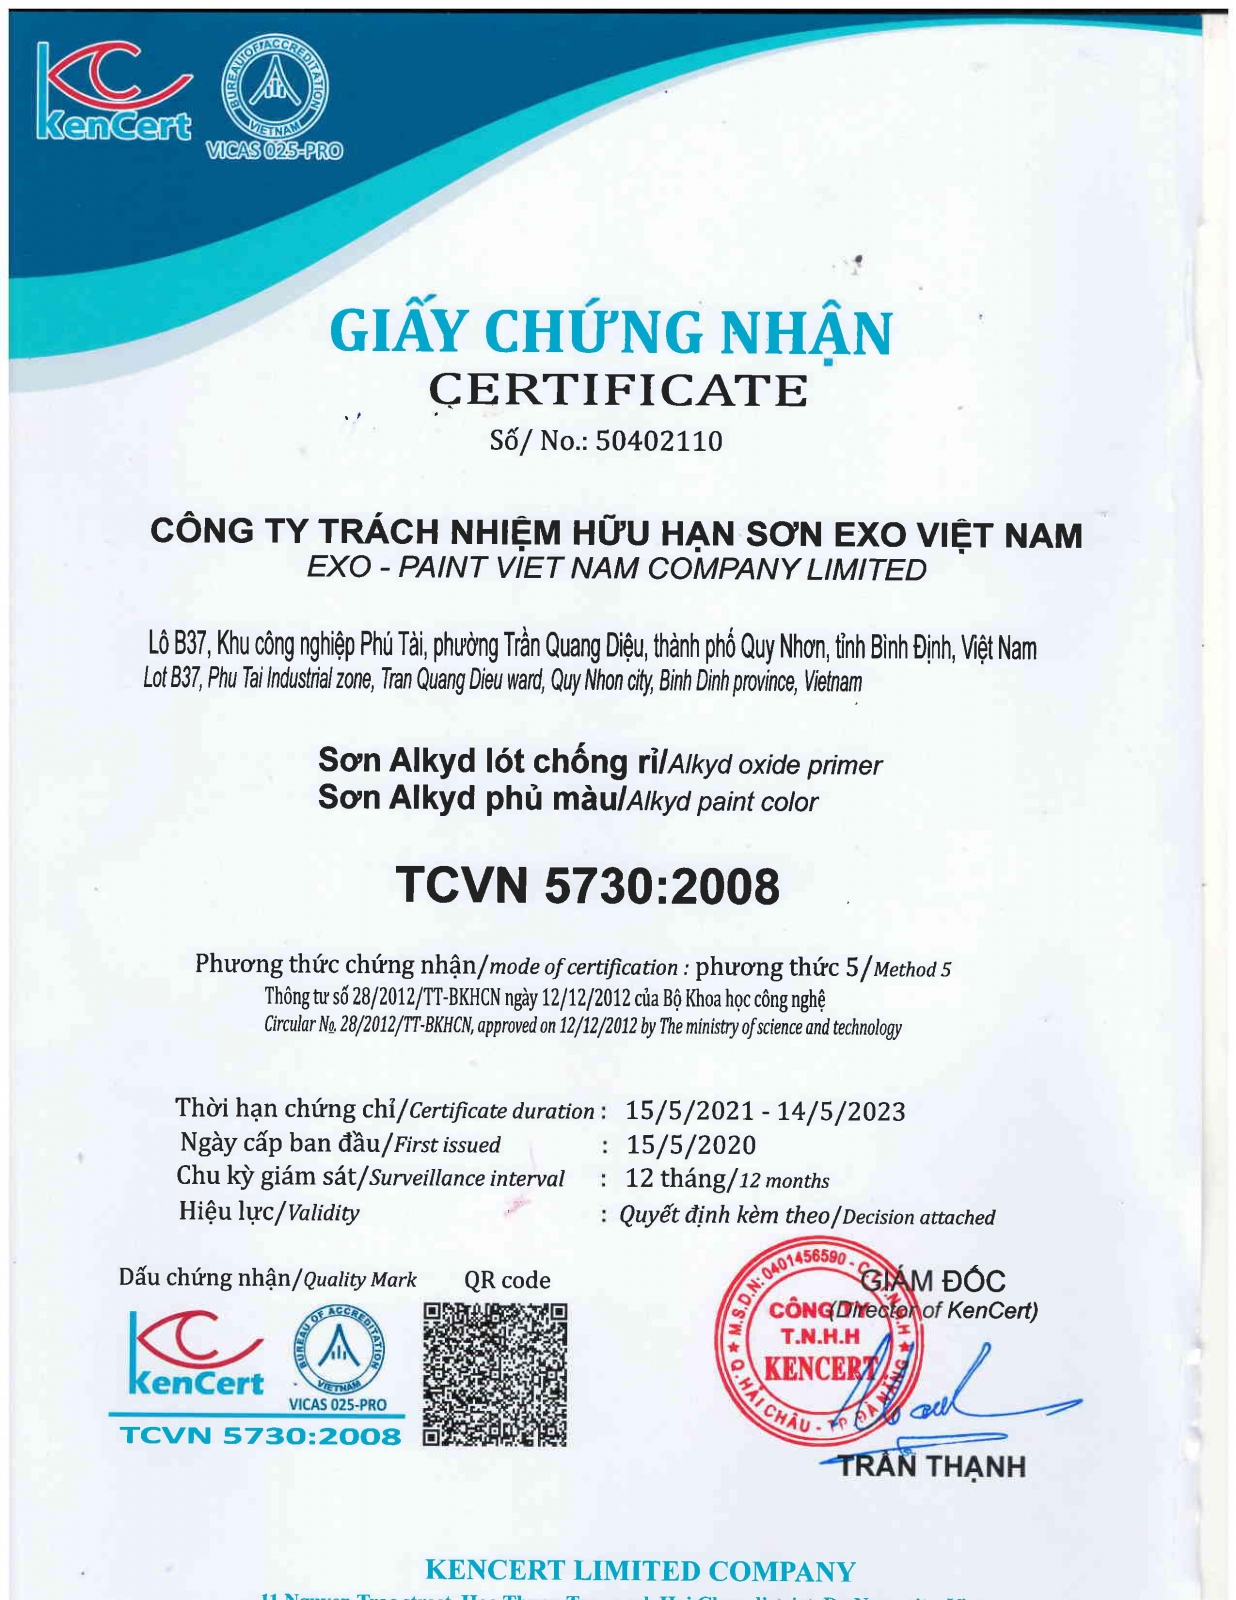 KC
KenCert
BUREAU OF ACCREDITATION
VIETNAM
VICAS 025-PRO
GIẤY CHỨNG NHẬN
CERTIFICATE
Số/ No.: 50402110
CÔNG TY TRÁCH NHIỆM HỮU HẠN SƠN EXO VIỆT NAM
EXO - PAINT VIET NAM COMPANY LIMITED
Lô B37, Khu công nghiệp Phú Tài, phường Trần Quang Diệu, thành phố Quy Nhơn, tỉnh Bình Định, Việt Nam
Lot B37, Phu Tai Industrial zone, Tran Quang Dieu ward, Quy Nhon city, Binh Dinh province, Vietnam
Sơn Alkyd lót chống rỉ/Alkyd oxide primer
Sơn Alkyd phủ màu/Alkyd paint color
TCVN 5730:2008
Phương thức chứng nhận/mode of certification : phương thức 5/Method 5
Thông tư số 28/2012/TT-BKHCN ngày 12/12/2012 của Bộ Khoa học công nghệ
Circular №. 28/2012/TT-BKHCN, approved on 12/12/2012 by The ministry of science and technology
Thời hạn chứng chỉ/Certificate duration : 15/5/2021 - 14/5/2023
Ngày cấp ban đầu/First issued : 15/5/2020
Chu kỳ giám sát/Surveillance interval : 12 tháng/12 months
Hiệu lực/Validity : Quyết định kèm theo/Decision attached
Dấu chứng nhận/Quality Mark QR code
KC
KenCert
BUREAU OF ACCREDITATION
VIETNAM
VICAS 025-PRO
TCVN 5730:2008
GIÁM ĐỐC
(Director of KenCert)
M.S.D.N: 0401456590 - C.T.T.N.H.H
CÔNG TY
T.N.H.H
KENCERT
Q. HẢI CHÂU - TP ĐÀ NẴNG
TRẦN THẠNH
KENCERT LIMITED COMPANY